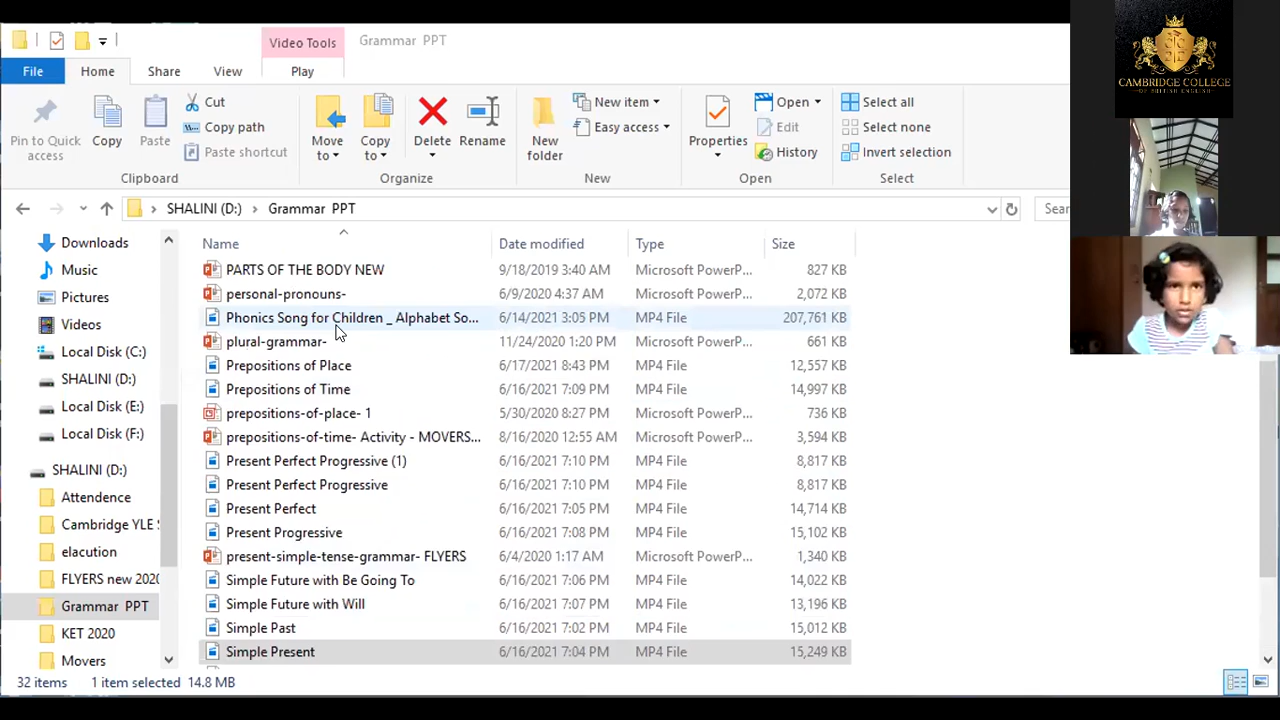 Video Tools Grammar PPT
File Home Share View Play
Pin to Quick access
Copy
Paste
Cut
Copy path
Paste shortcut
Clipboard
Move to
Copy to
Delete
Rename
Organize
New folder
New item
Easy access
New
Properties
Open
Edit
History
Open
Select all
Select none
Invert selection
Select
CAMBRIDGE COLLEGE
OF BRITISH ENGLISH
SHALINI (D:) Grammar PPT
Sear
Name Date modified Type Size
Downloads
Music
Pictures
Videos
Local Disk (C:)
SHALINI (D:)
Local Disk (E:)
Local Disk (F:)
SHALINI (D:)
Attendence
Cambridge YLE S
elacution
FLYERS new 2020
Grammar PPT
KET 2020
Movers
PARTS OF THE BODY NEW 9/18/2019 3:40 AM Microsoft PowerP... 827 KB
personal-pronouns- 6/9/2020 4:37 AM Microsoft PowerP... 2,072 KB
Phonics Song for Children _ Alphabet So... 6/14/2021 3:05 PM MP4 File 207,761 KB
plural-grammar- 1/24/2020 1:20 PM Microsoft PowerP... 661 KB
Prepositions of Place 6/17/2021 8:43 PM MP4 File 12,557 KB
Prepositions of Time 6/16/2021 7:09 PM MP4 File 14,997 KB
prepositions-of-place- 1 5/30/2020 8:27 PM Microsoft PowerP... 736 KB
prepositions-of-time- Activity - MOVERS... 8/16/2020 12:55 AM Microsoft PowerP... 3,594 KB
Present Perfect Progressive (1) 6/16/2021 7:10 PM MP4 File 8,817 KB
Present Perfect Progressive 6/16/2021 7:10 PM MP4 File 8,817 KB
Present Perfect 6/16/2021 7:05 PM MP4 File 14,714 KB
Present Progressive 6/16/2021 7:08 PM MP4 File 15,102 KB
present-simple-tense-grammar- FLYERS 6/4/2020 1:17 AM Microsoft PowerP... 1,340 KB
Simple Future with Be Going To 6/16/2021 7:06 PM MP4 File 14,022 KB
Simple Future with Will 6/16/2021 7:07 PM MP4 File 13,196 KB
Simple Past 6/16/2021 7:02 PM MP4 File 15,012 KB
Simple Present 6/16/2021 7:04 PM MP4 File 15,249 KB
32 items 1 item selected 14.8 MB